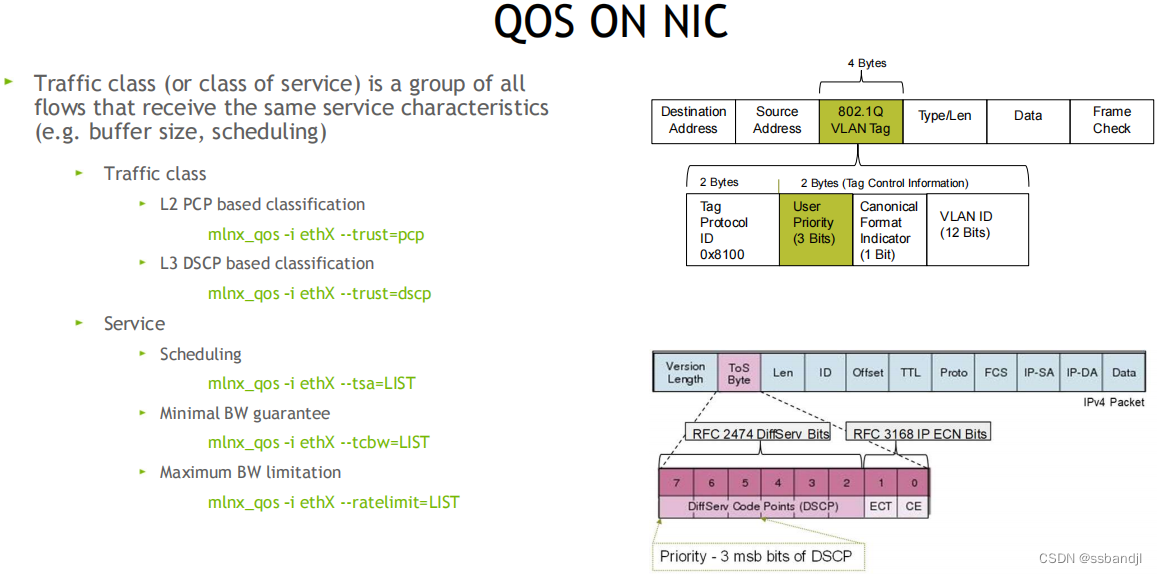 QOS ON NIC
Traffic class (or class of service) is a group of all
flows that receive the same service characteristics
(e.g. buffer size, scheduling)
Traffic class
L2 PCP based classification
mlnx_qos -i ethX --trust=pcp
L3 DSCP based classification
mlnx_qos -i ethX --trust=dscp
Service
Scheduling
mlnx_qos -i ethX --tsa=LIST
Minimal BW guarantee
mlnx_qos -i ethX --tcbw=LIST
Maximum BW limitation
mlnx_qos -i ethX --ratelimit=LIST
4 Bytes
Destination
Address
Source
Address
802.1Q
VLAN Tag
Type/Len
Data
Frame
Check
2 Bytes
2 Bytes (Tag Control Information)
Tag
Protocol
ID
0x8100
User
Priority
(3 Bits)
Canonical
Format
Indicator
(1 Bit)
VLAN ID
(12 Bits)
Version
Length
ToS
Byte
Len
ID
Offset
TTL
Proto
FCS
IP-SA
IP-DA
Data
IPv4 Packet
RFC 2474 DiffServ Bits
RFC 3168 IP ECN Bits
7 6 5 4 3 2 1 0
DiffServ Code Points (DSCP)
ECT
CE
Priority - 3 msb bits of DSCP
CSDN @ssbandjl